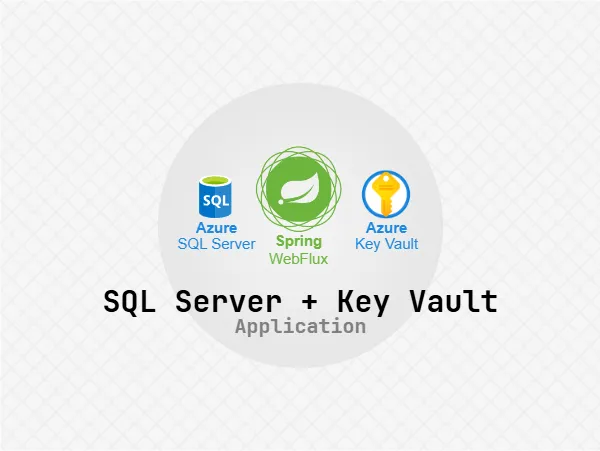 SQL
Azure
SQL Server
Spring
WebFlux
Azure
Key Vault
SQL Server + Key Vault
Application